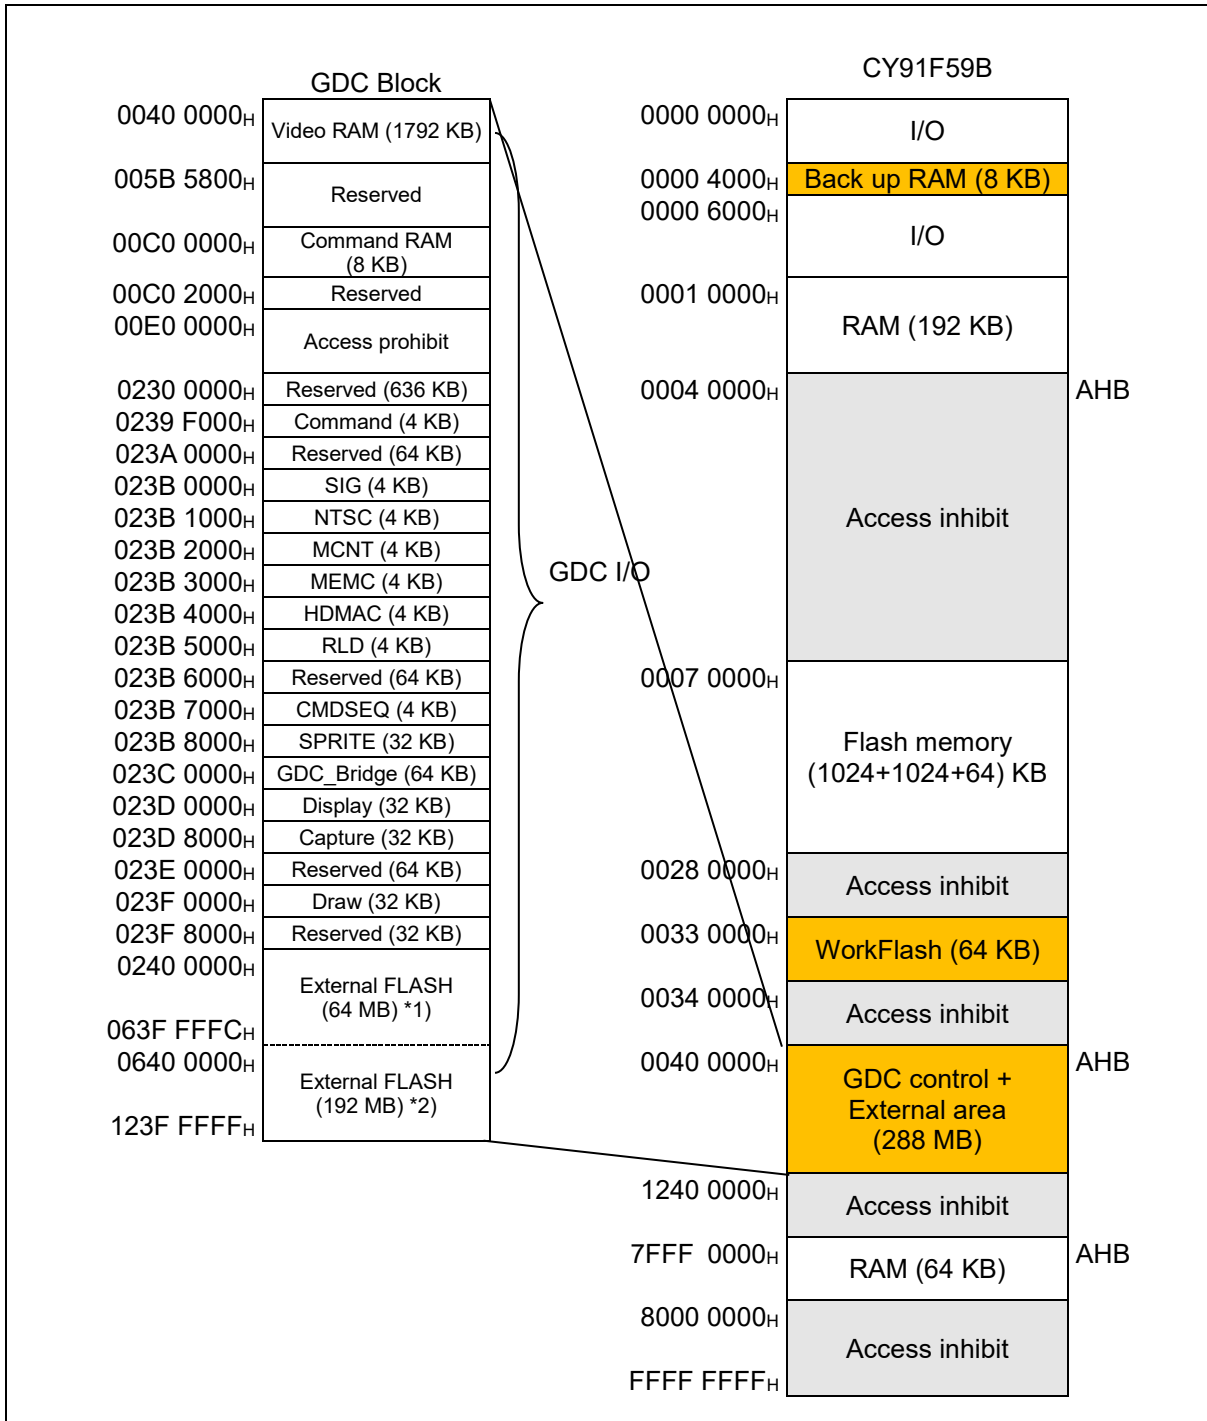 GDC Block
0040 0000H
Video RAM (1792 KB)
005B 5800H
Reserved
00C0 0000H
Command RAM
(8 KB)
00C0 2000H
Reserved
00E0 0000H
Access prohibit
0230 0000H
Reserved (636 KB)
0239 F000H
Command (4 KB)
023A 0000H
Reserved (64 KB)
023B 0000H
SIG (4 KB)
023B 1000H
NTSC (4 KB)
023B 2000H
MCNT (4 KB)
023B 3000H
MEMC (4 KB)
023B 4000H
HDMAC (4 KB)
023B 5000H
RLD (4 KB)
023B 6000H
Reserved (64 KB)
023B 7000H
CMDSEQ (4 KB)
023B 8000H
SPRITE (32 KB)
023C 0000H
GDC_Bridge (64 KB)
023D 0000H
Display (32 KB)
023D 8000H
Capture (32 KB)
023E 0000H
Reserved (64 KB)
023F 0000H
Draw (32 KB)
023F 8000H
Reserved (32 KB)
0240 0000H
External FLASH
(64 MB) *1)
063F FFFCH
0640 0000H
External FLASH
(192 MB) *2)
123F FFFFH
GDC I/O
CY91F59B
0000 0000H
I/O
0000 4000H
Back up RAM (8 KB)
0000 6000H
I/O
0001 0000H
RAM (192 KB)
0004 0000H
AHB
Access inhibit
0007 0000H
Flash memory
(1024+1024+64) KB
0028 0000H
Access inhibit
0033 0000H
WorkFlash (64 KB)
0034 0000H
Access inhibit
0040 0000H
AHB
GDC control +
External area
(288 MB)
1240 0000H
Access inhibit
7FFF 0000H
AHB
RAM (64 KB)
8000 0000H
Access inhibit
FFFF FFFFH